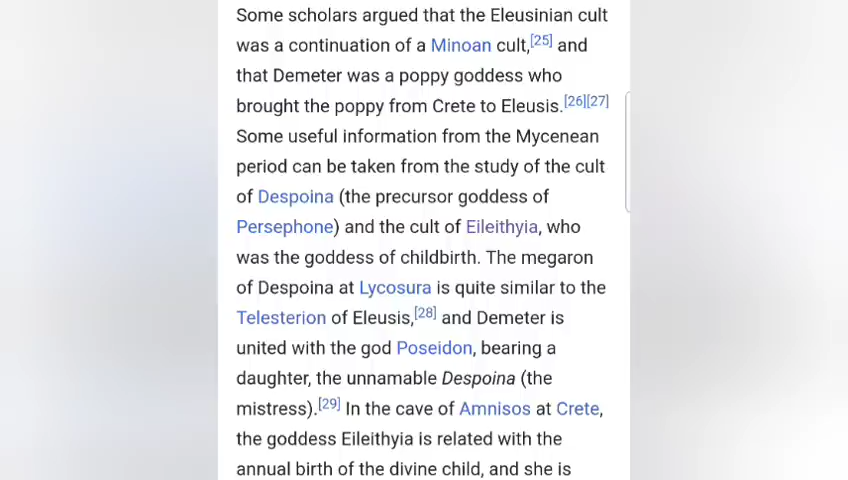 Some scholars argued that the Eleusinian cult
was a continuation of a Minoan cult,[25] and
that Demeter was a poppy goddess who
brought the poppy from Crete to Eleusis.[26][27]
Some useful information from the Mycenean
period can be taken from the study of the cult
of Despoina (the precursor goddess of
Persephone) and the cult of Eileithyia, who
was the goddess of childbirth. The megaron
of Despoina at Lycosura is quite similar to the
Telesterion of Eleusis,[28] and Demeter is
united with the god Poseidon, bearing a
daughter, the unnamable Despoina (the
mistress).[29] In the cave of Amnisos at Crete,
the goddess Eileithyia is related with the
annual birth of the divine child, and she is